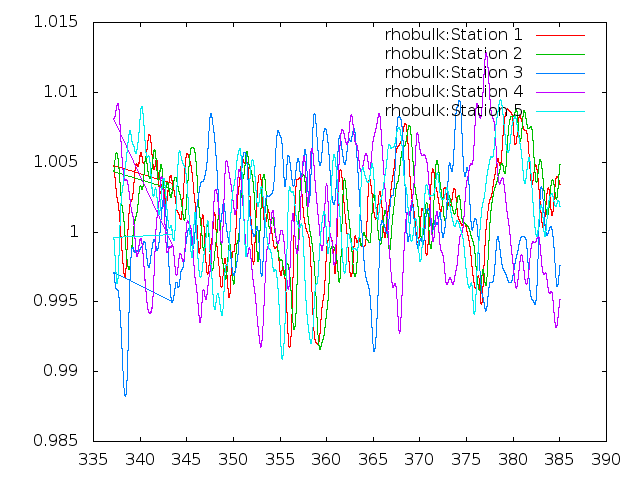 1.015
1.01
1.005
1
0.995
0.99
0.985
335 340 345 350 355 360 365 370 375 380 385 390
rhobulk:Station 1
rhobulk:Station 2
rhobulk:Station 3
rhobulk:Station 4
rhobulk:Station 5